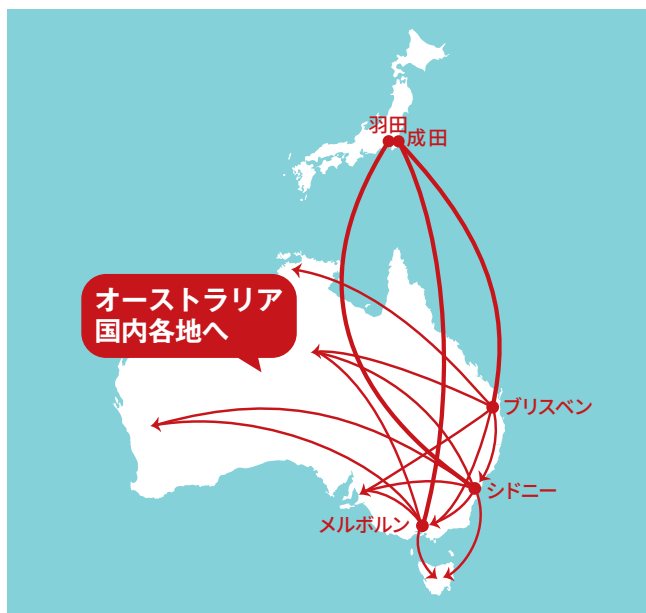 羽田
成田
オーストラリア
国内各地へ
ブリスベン
シドニー
メルボルン